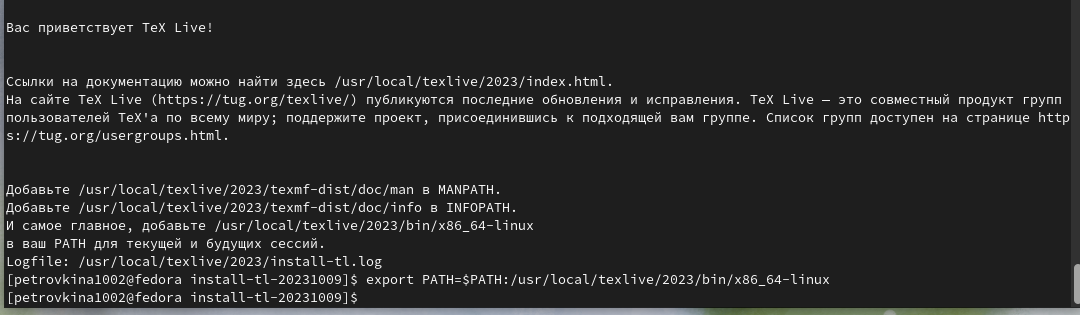 Вас приветствует TeX Live!
Ссылки на документацию можно найти здесь /usr/local/texlive/2023/index.html.
На сайте TeX Live (https://tug.org/texlive/) публикуются последние обновления и исправления. TeX Live — это совместный продукт групп
пользователей TeX'а по всему миру; поддержите проект, присоединившись к подходящей вам группе. Список групп доступен на странице http
s://tug.org/usergroups.html.
Добавьте /usr/local/texlive/2023/texmf-dist/doc/man в MANPATH.
Добавьте /usr/local/texlive/2023/texmf-dist/doc/info в INFOPATH.
И самое главное, добавьте /usr/local/texlive/2023/bin/x86_64-linux
в ваш PATH для текущей и будущих сессий.
Logfile: /usr/local/texlive/2023/install-tl.log
[petrovkina1002@fedora install-tl-20231009]$ export PATH=$PATH:/usr/local/texlive/2023/bin/x86_64-linux
[petrovkina1002@fedora install-tl-20231009]$